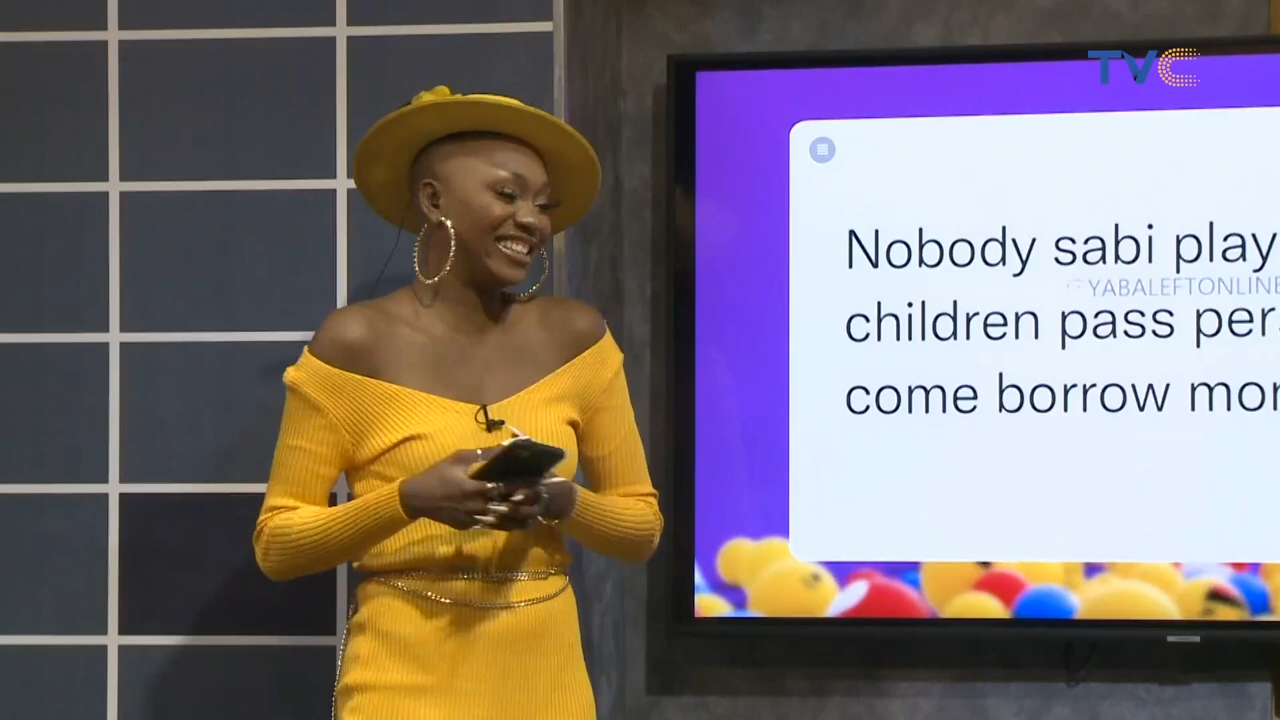 TVC
Nobody sabi play
YABALEFTONLINE
children pass per
come borrow mo